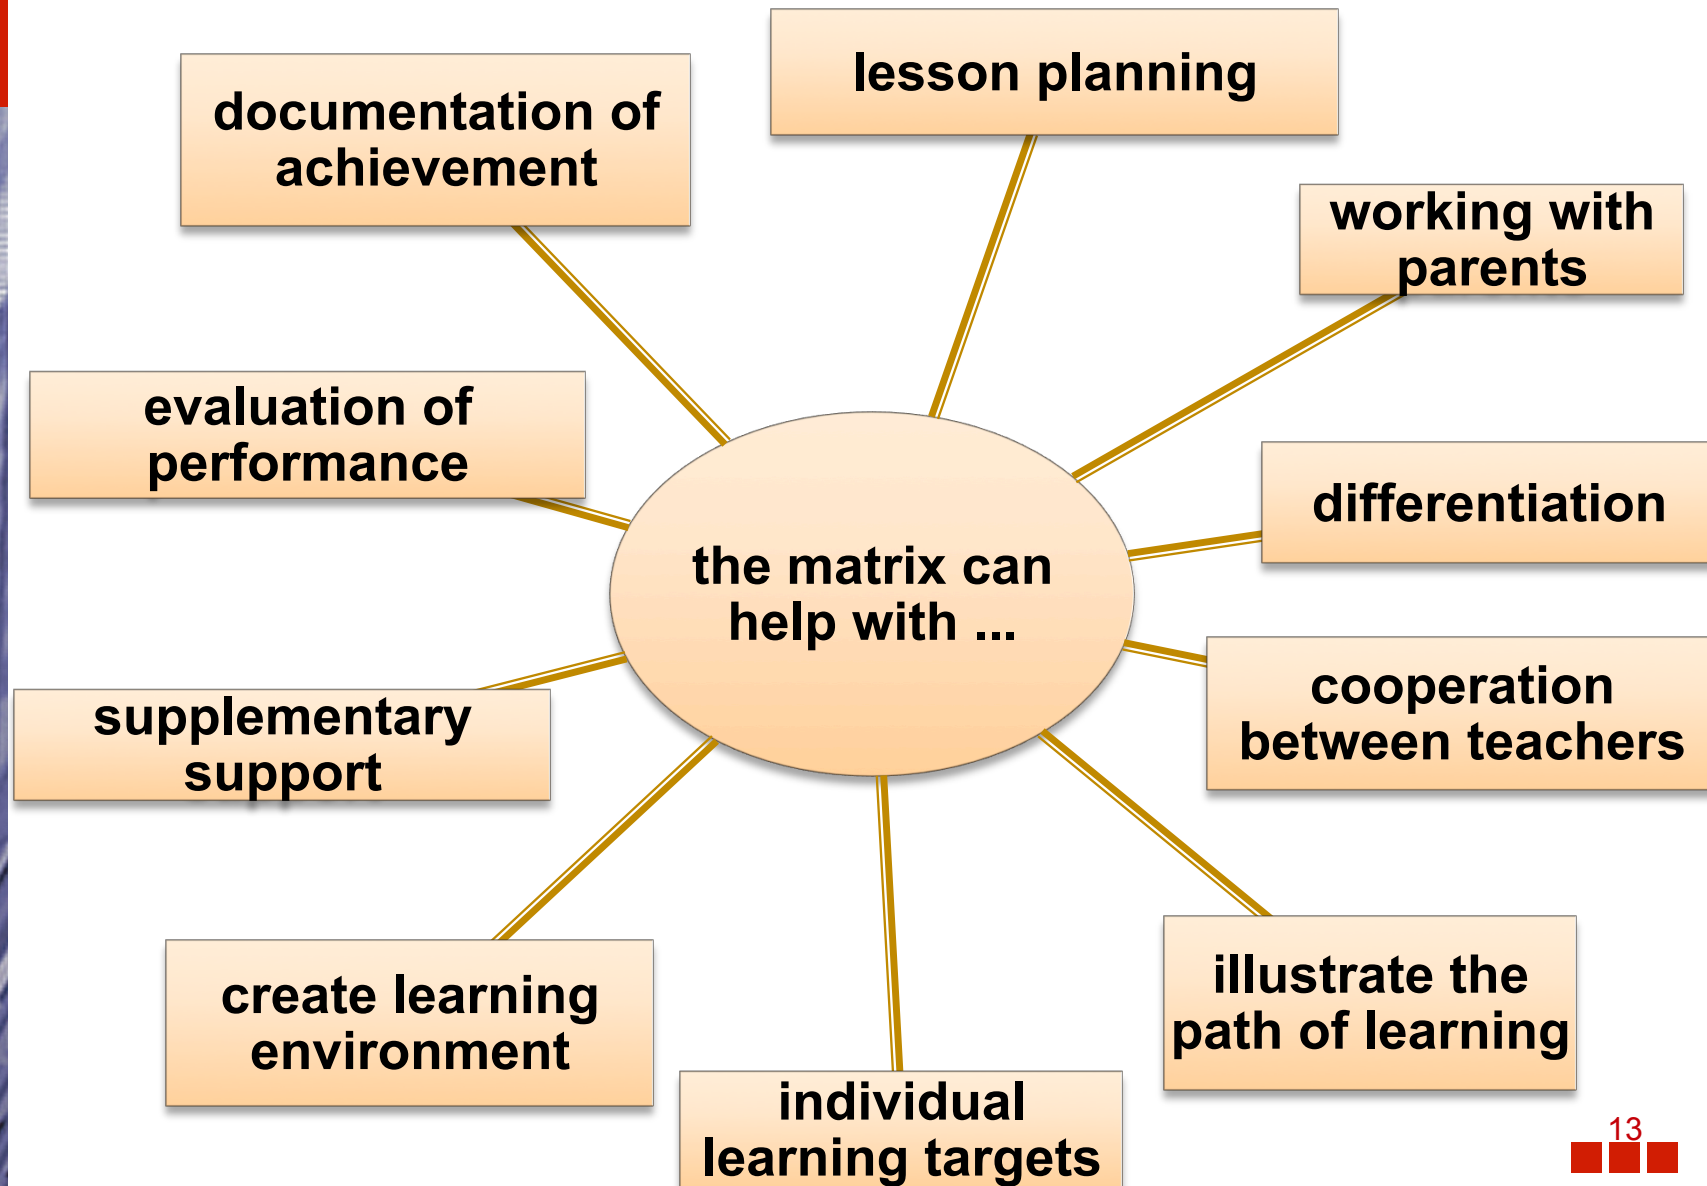 lesson planning
documentation of
achievement
working with
parents
evaluation of
performance
differentiation
the matrix can
help with ...
cooperation
between teachers
supplementary
support
illustrate the
path of learning
create learning
environment
individual
learning targets
13